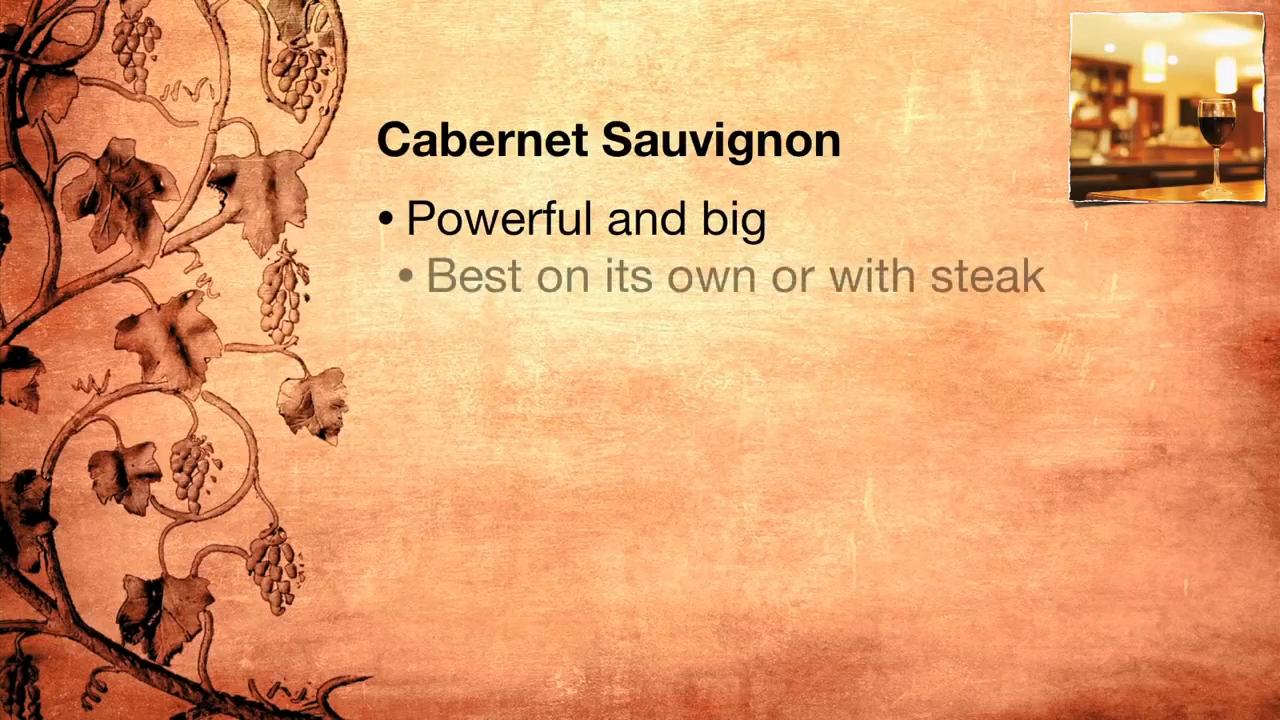 Cabernet Sauvignon
• Powerful and big
• Best on its own or with steak